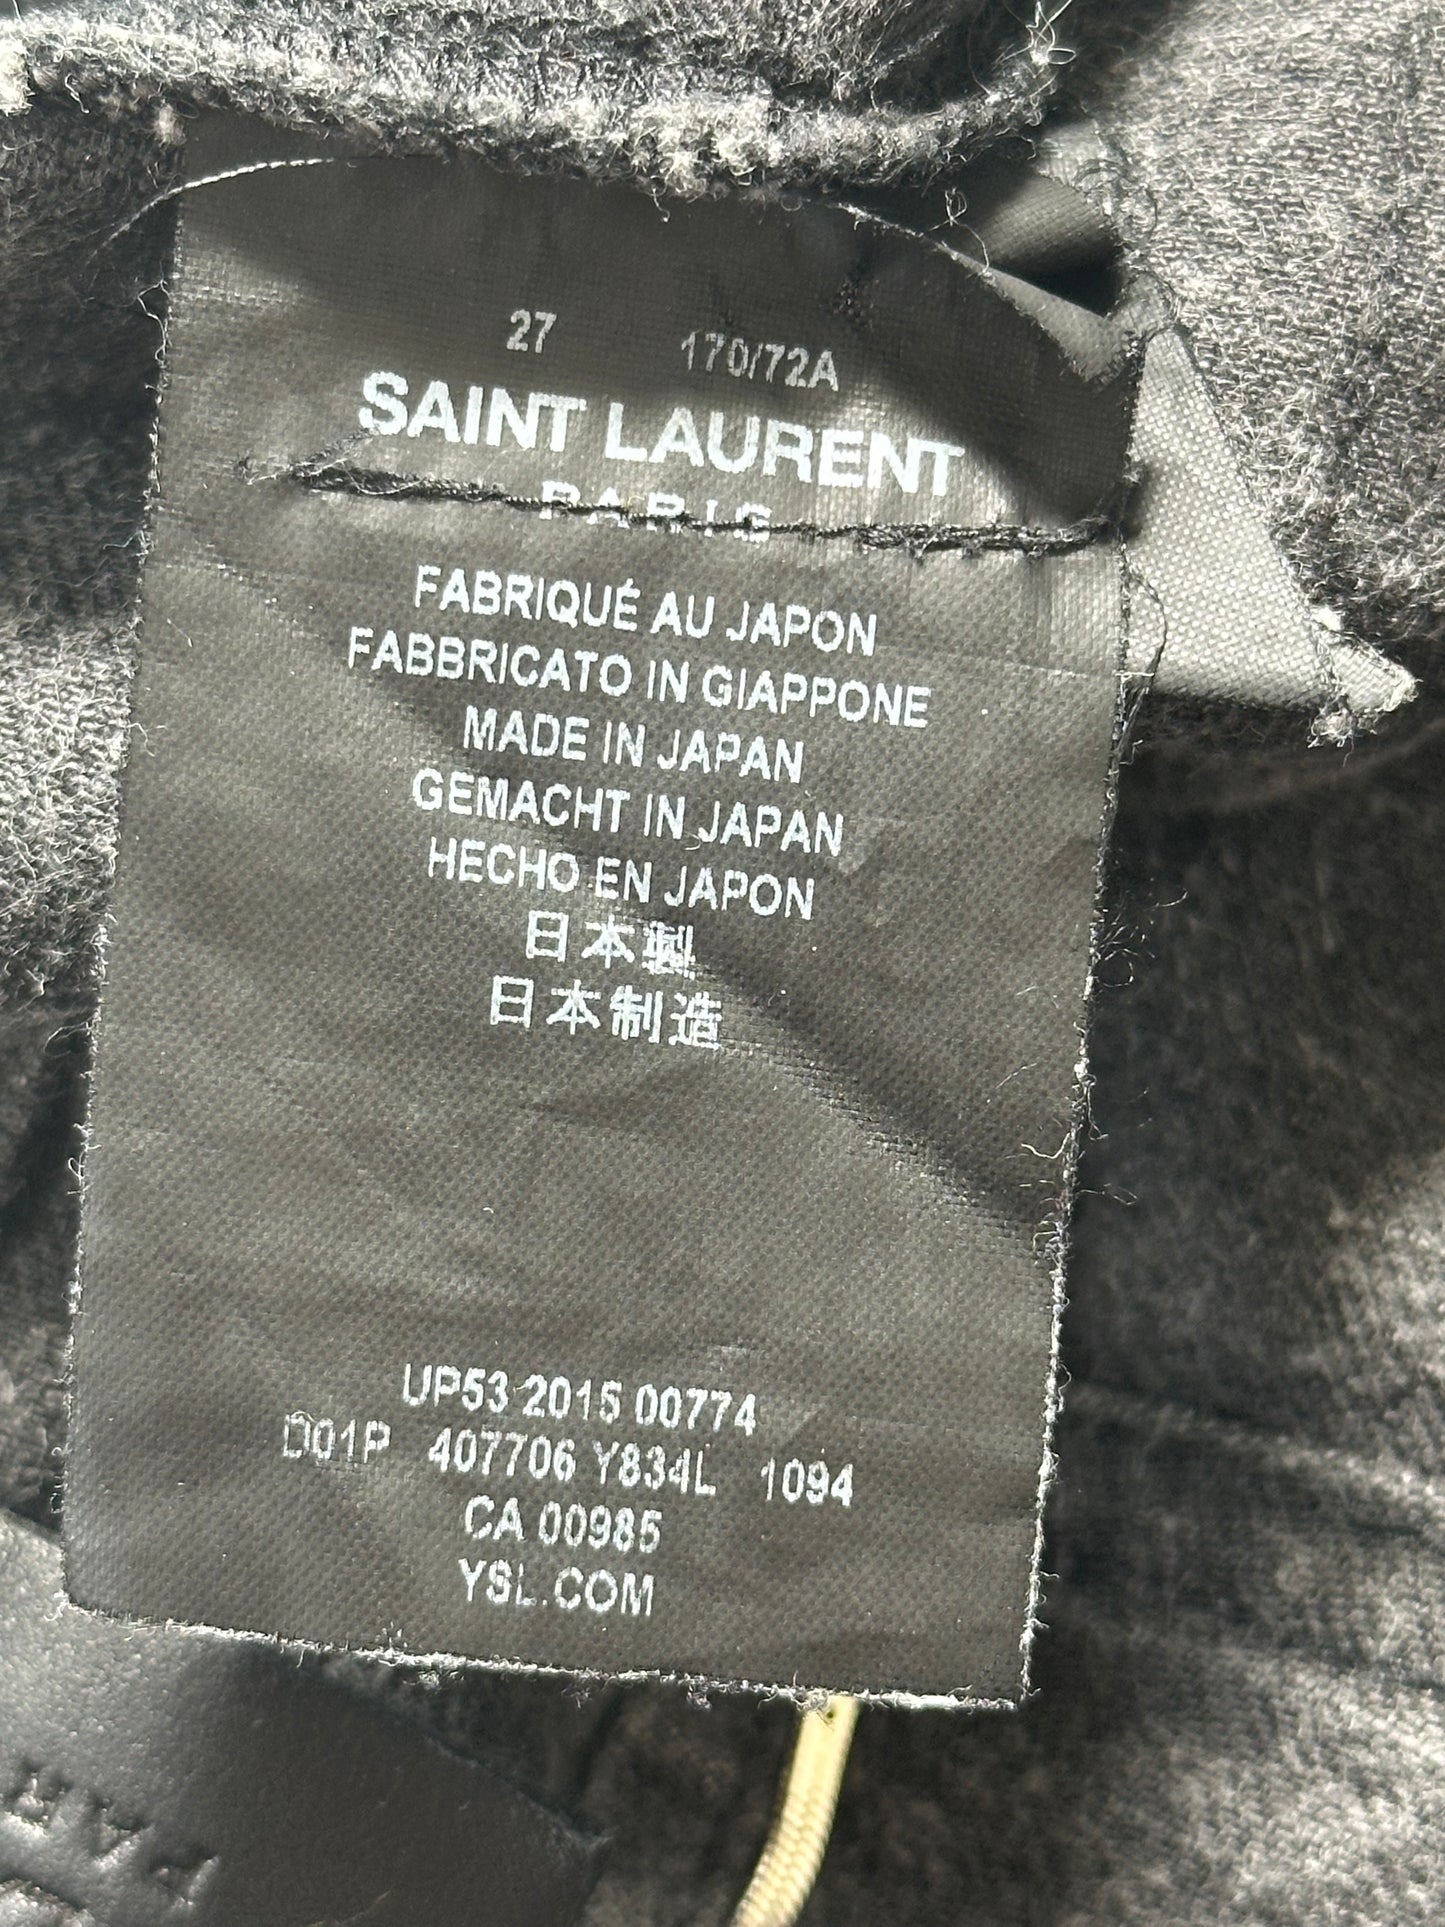 27 170/72A
SAINT LAURENT
PARIS
FABRIQUÉ AU JAPON
FABBRICATO IN GIAPPONE
MADE IN JAPAN
GEMACHT IN JAPAN
HECHO EN JAPON
日本製
日本制造
UP53 2015 00774
D01P 407706 Y834L 1094
CA 00985
YSL.COM